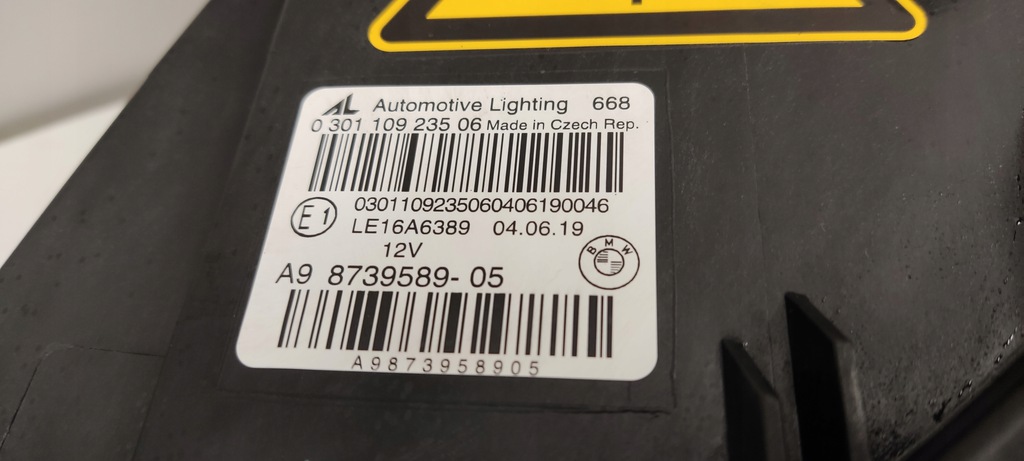 AL Automotive Lighting 668
0 301 109 235 06 Made in Czech Rep.
0301109235060406190046
E1 LE16A6389 04.06.19
12V
BMW
A9 8739589-05
A9873958905